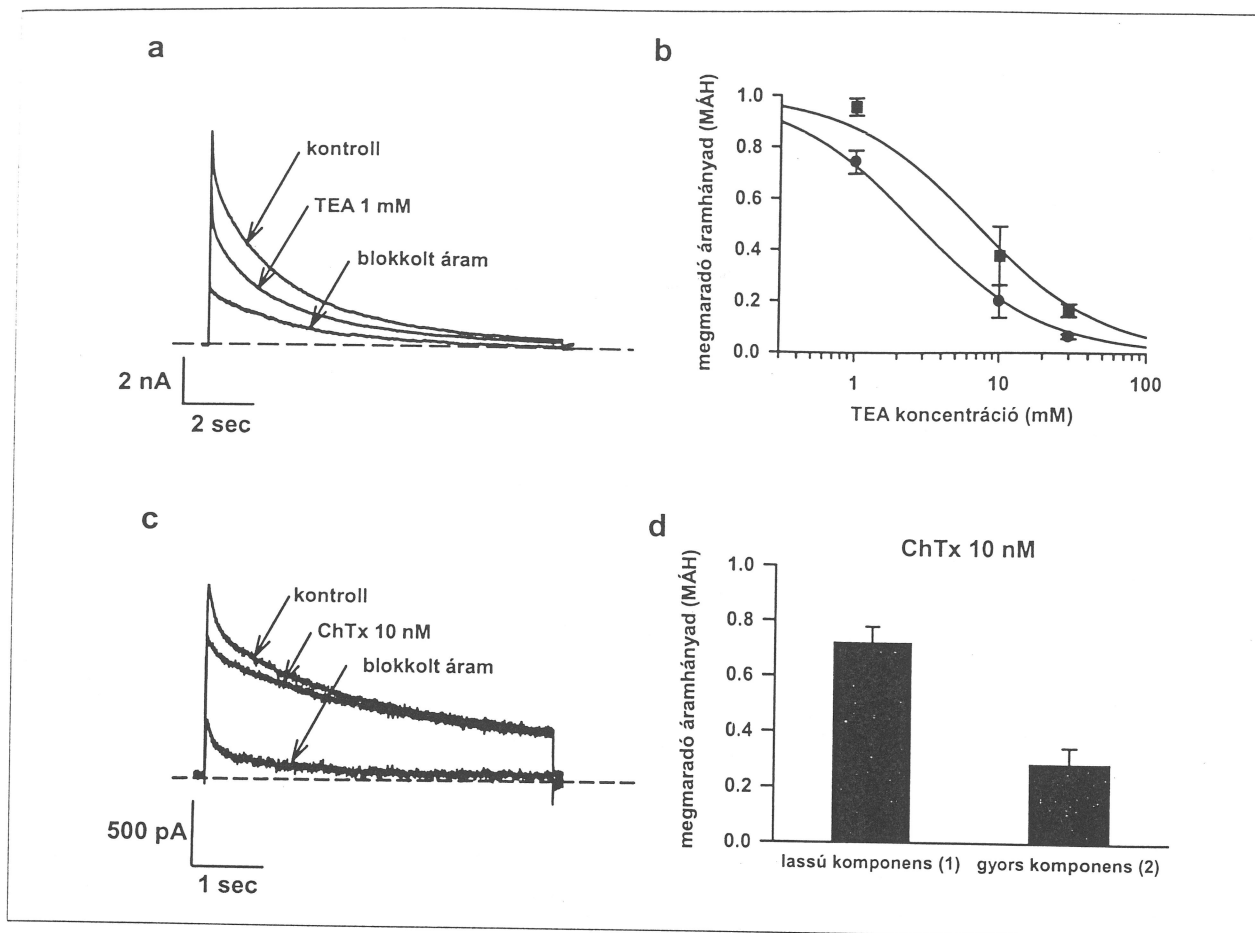 a
kontroll
TEA 1 mM
blokkolt áram
2 nA
2 sec
b
megmaradó áramhányad (MÁH)
1.0
0.8
0.6
0.4
0.2
0.0
1
10
100
TEA koncentráció (mM)
c
kontroll
ChTx 10 nM
blokkolt áram
500 pA
1 sec
d
ChTx 10 nM
megmaradó áramhányad (MÁH)
1.0
0.8
0.6
0.4
0.2
0.0
lassú komponens (1)
gyors komponens (2)